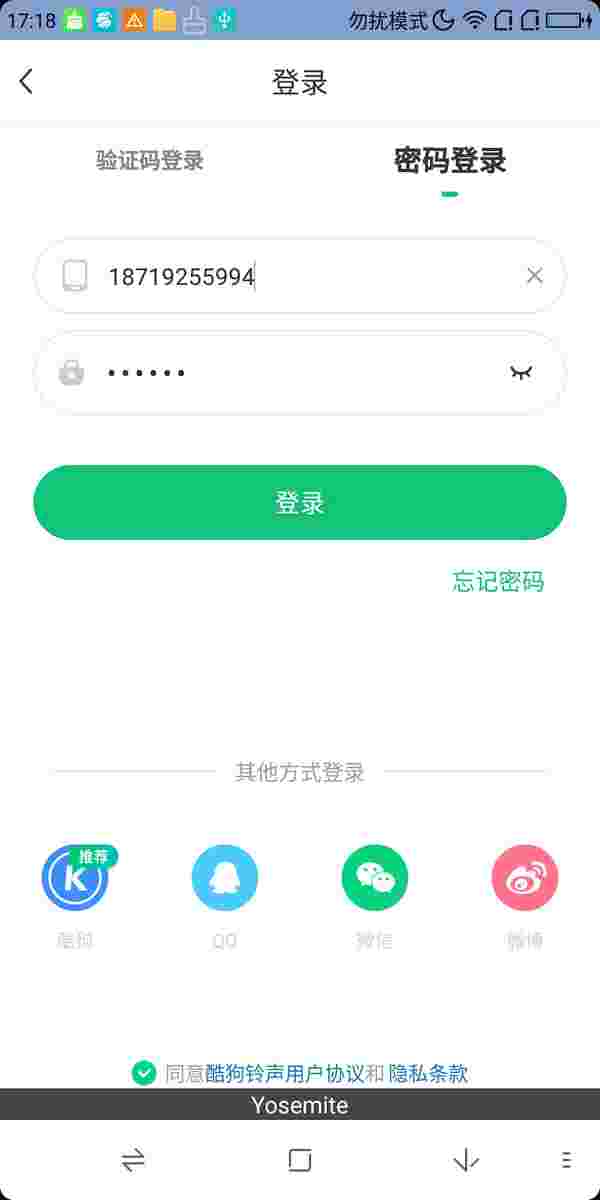 17:18 勿扰模式
登录
验证码登录 密码登录
18719255994
••••••
登录
忘记密码
其他方式登录
推荐
酷狗 QQ 微信 微博
同意酷狗铃声用户协议和隐私条款
Yosemite